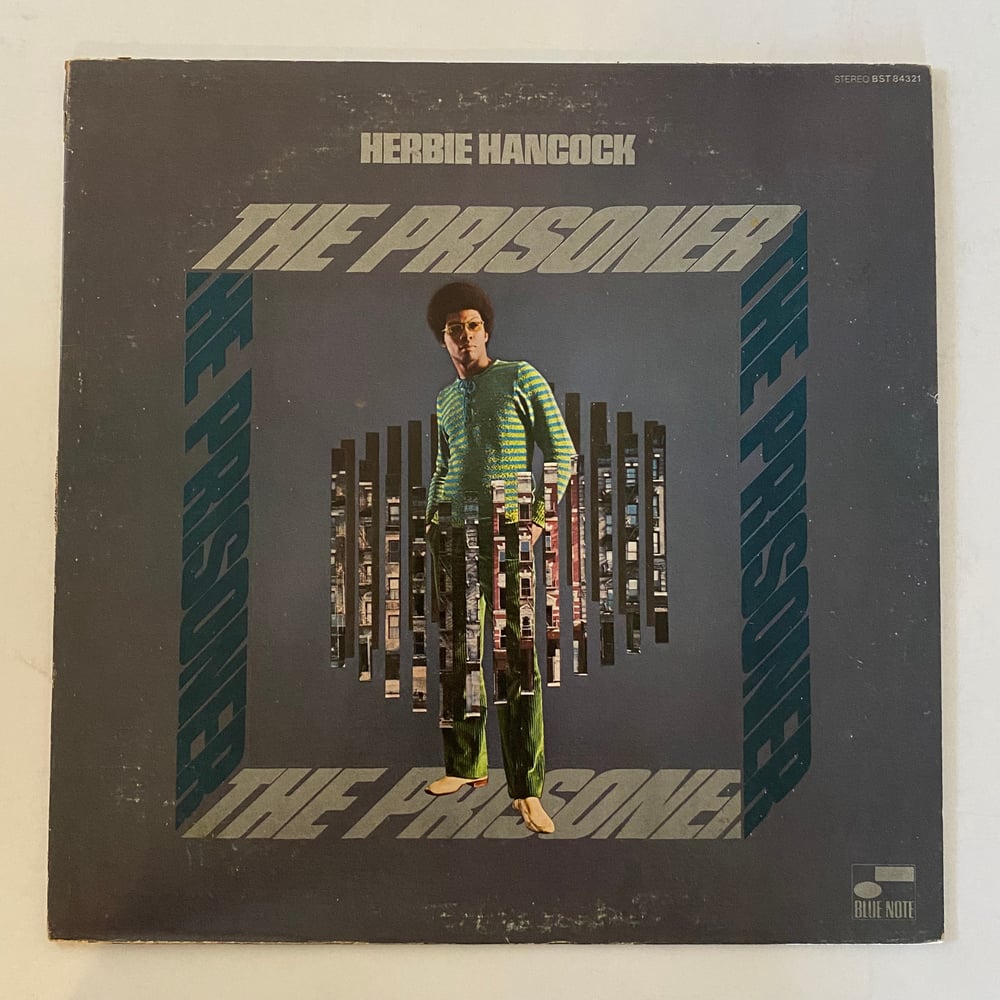 STEREO BST 84321
HERBIE HANCOCK
THE PRISONER
THE PRISONER
THE PRISONER
THE PRISONER
BLUE NOTE